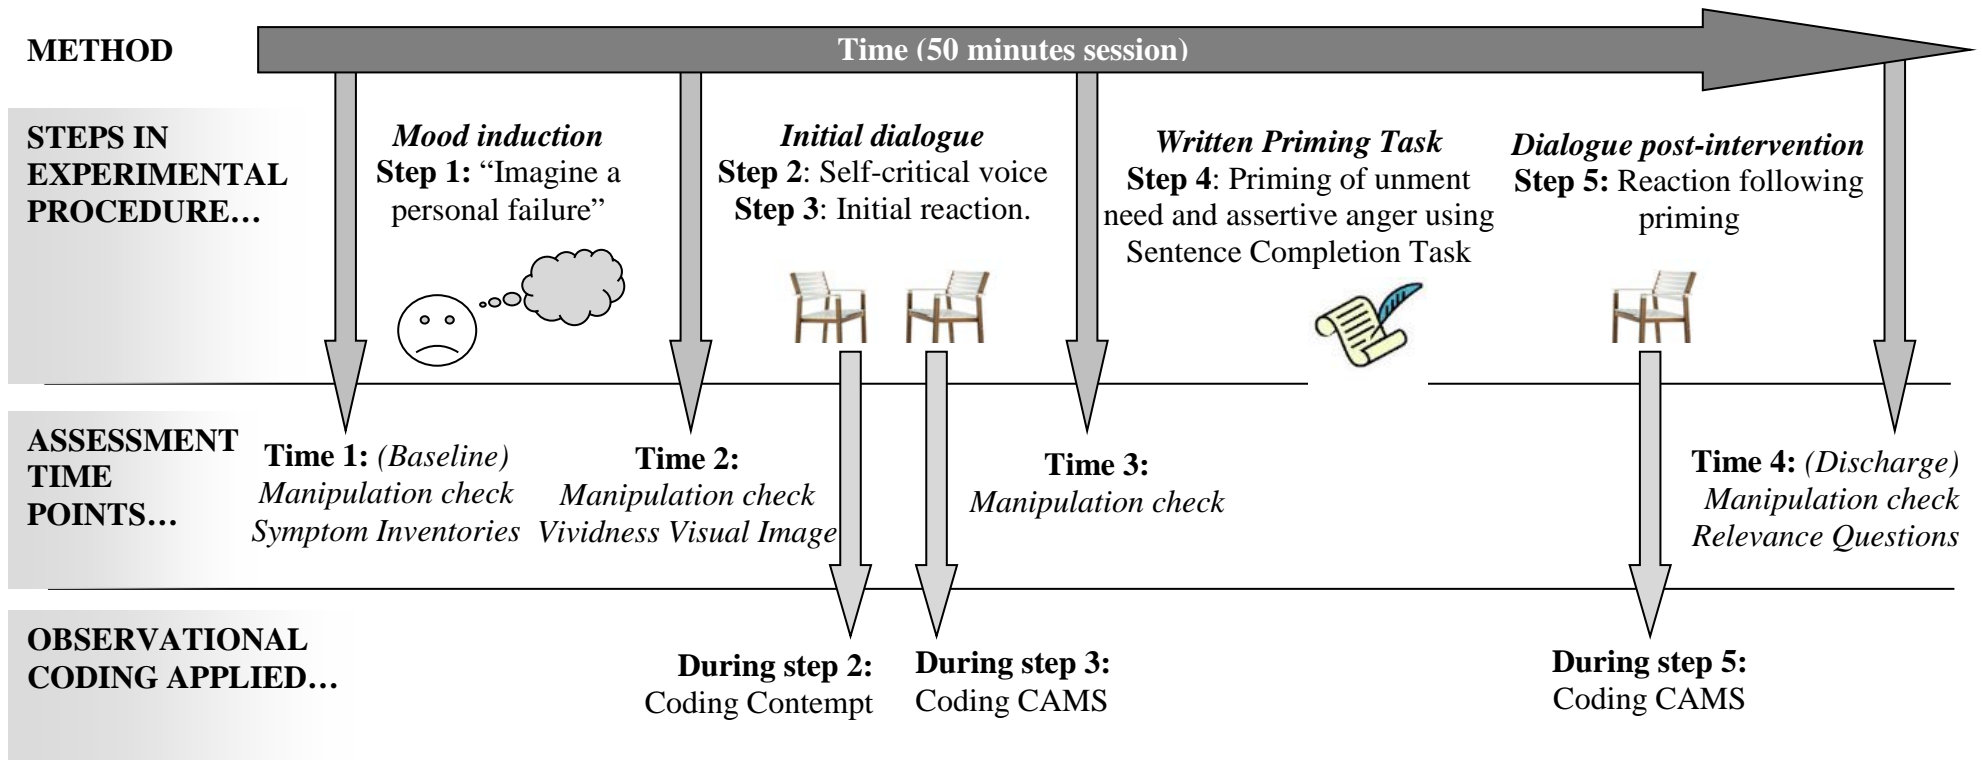 METHOD
Time (50 minutes session)
STEPS IN
EXPERIMENTAL
PROCEDURE…
Mood induction
Step 1: “Imagine a
personal failure”
Initial dialogue
Step 2: Self-critical voice
Step 3: Initial reaction.
Written Priming Task
Step 4: Priming of unment
need and assertive anger using
Sentence Completion Task
Dialogue post-intervention
Step 5: Reaction following
priming
ASSESSMENT
TIME
POINTS…
Time 1: (Baseline)
Manipulation check
Symptom Inventories
Time 2:
Manipulation check
Vividness Visual Image
Time 3:
Manipulation check
Time 4: (Discharge)
Manipulation check
Relevance Questions
OBSERVATIONAL
CODING APPLIED…
During step 2:
Coding Contempt
During step 3:
Coding CAMS
During step 5:
Coding CAMS